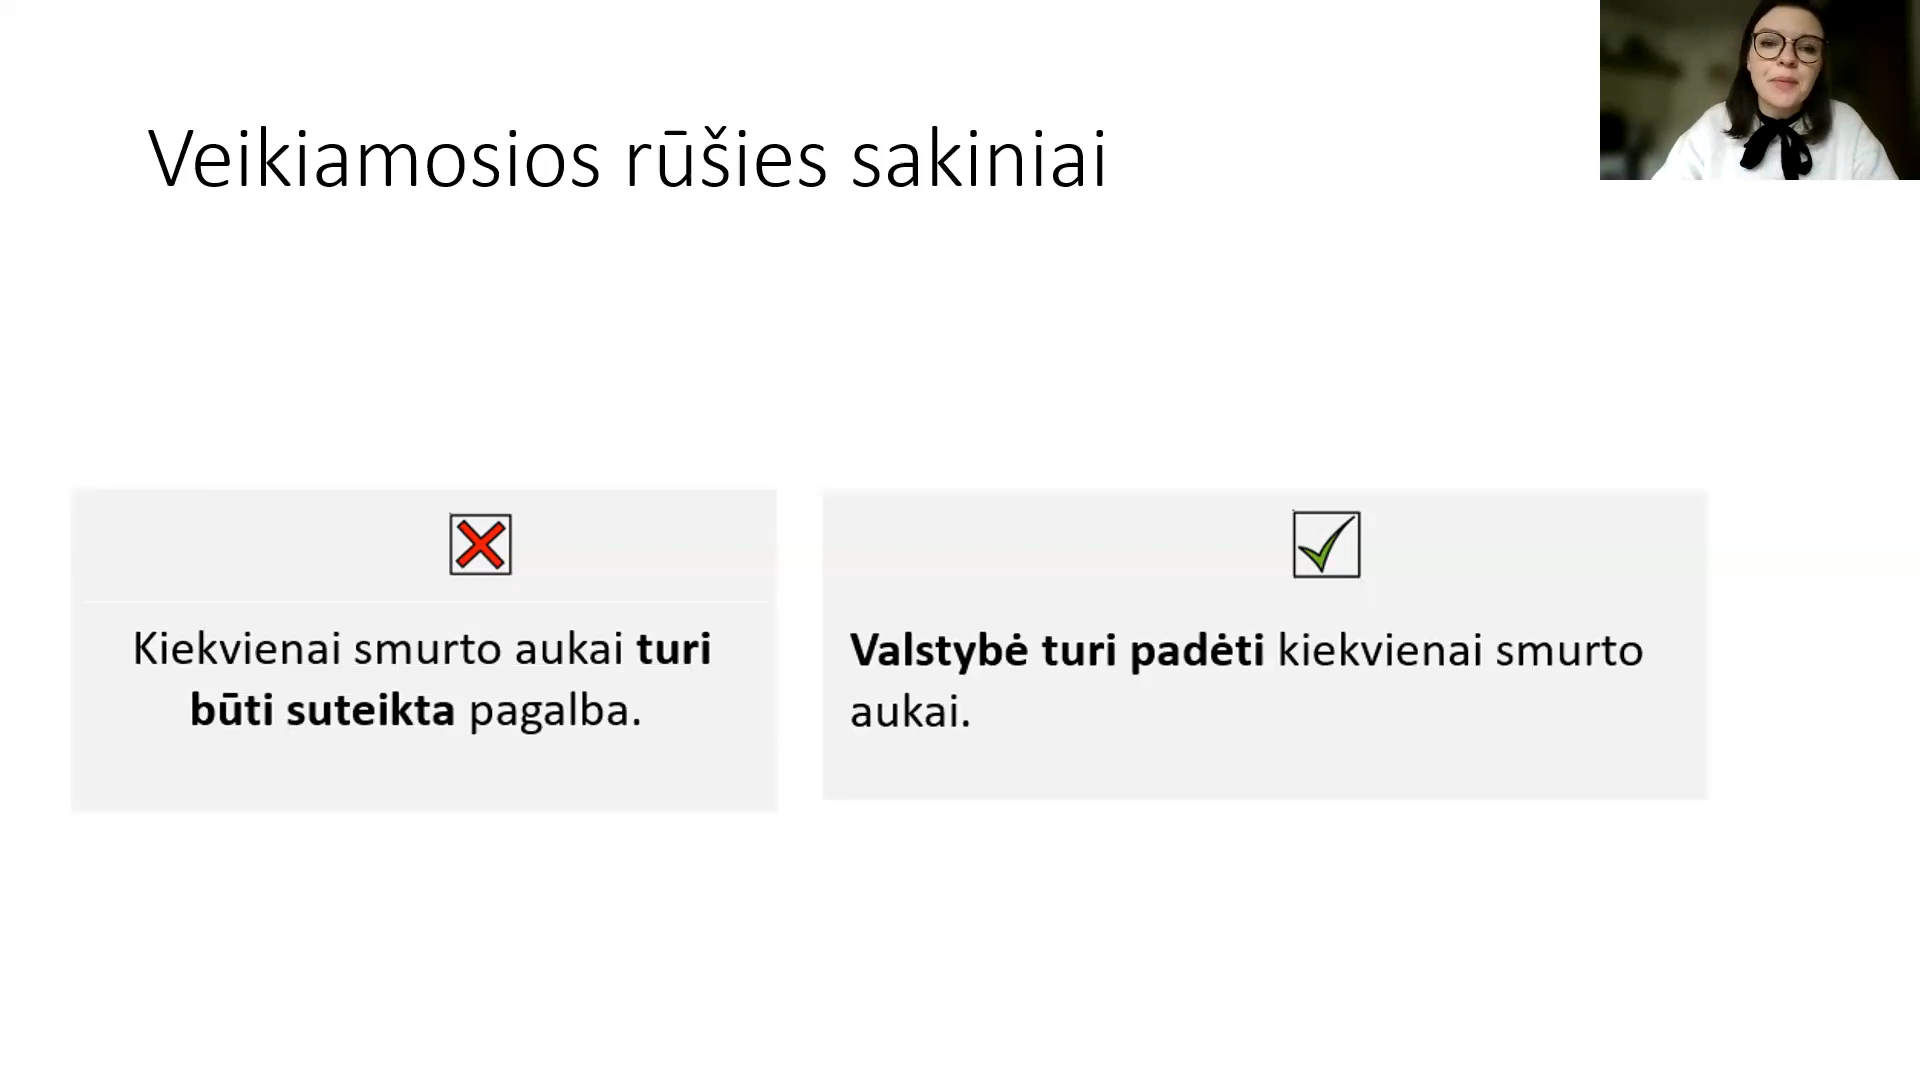 Veikiamosios rūšies sakiniai
Kiekvienai smurto aukai turi
būti suteikta pagalba.
Valstybė turi padėti kiekvienai smurto
aukai.